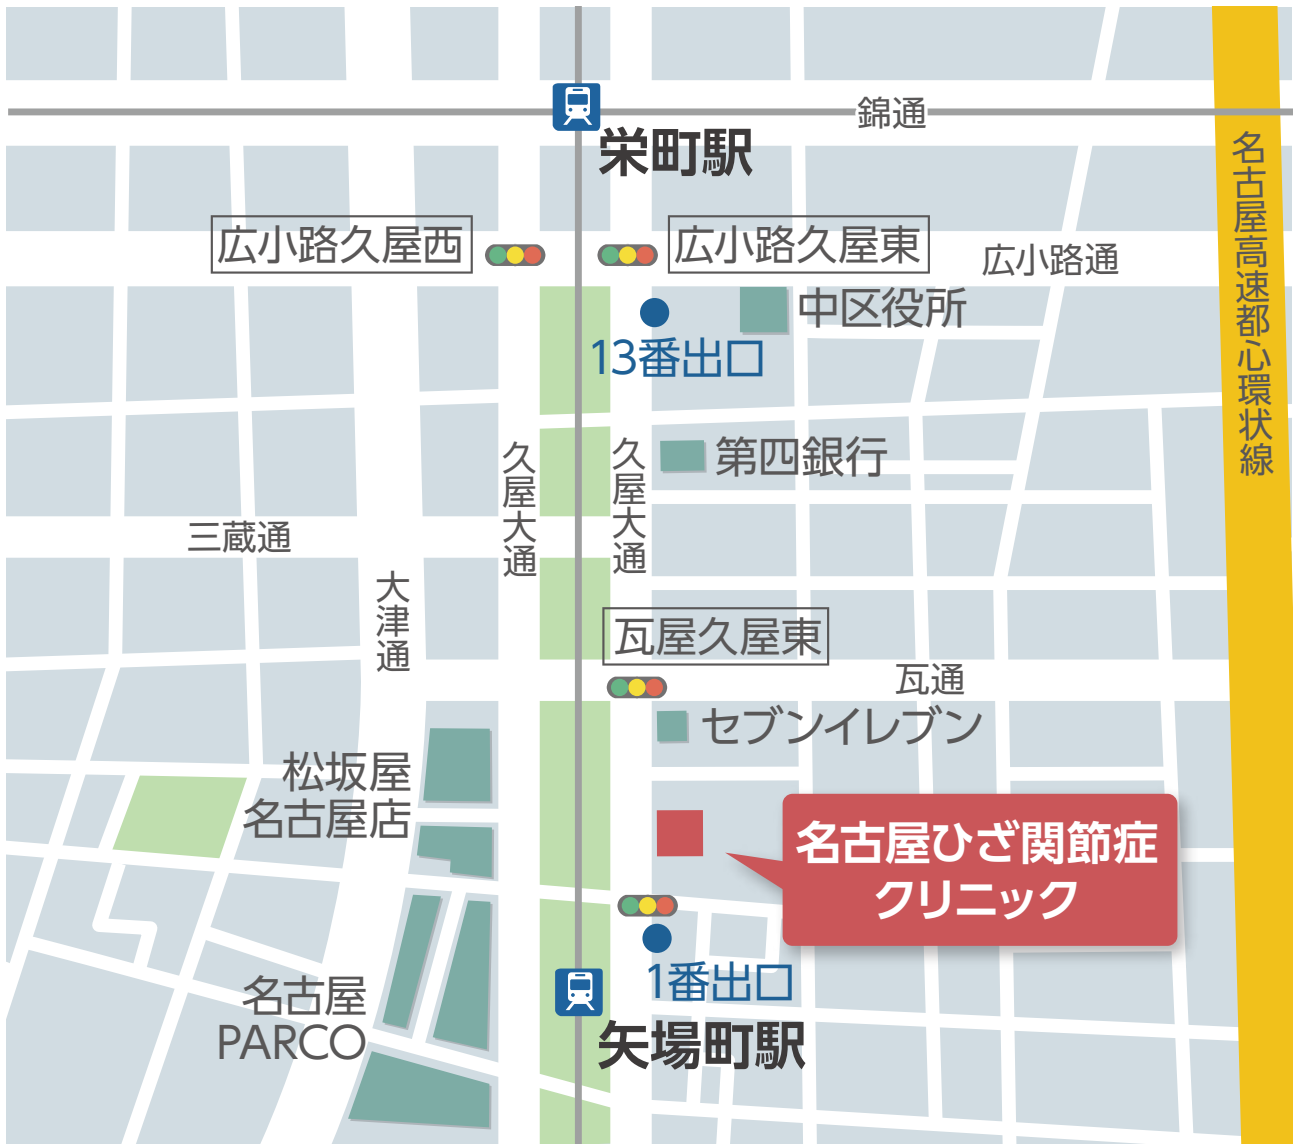 錦通
栄町駅
名古屋高速都心環状線
広小路久屋西
広小路久屋東
広小路通
中区役所
13番出口
久屋大通
久屋大通
第四銀行
三蔵通
大津通
瓦屋久屋東
瓦通
セブンイレブン
松坂屋
名古屋店
名古屋ひざ関節症
クリニック
1番出口
名古屋
PARCO
矢場町駅